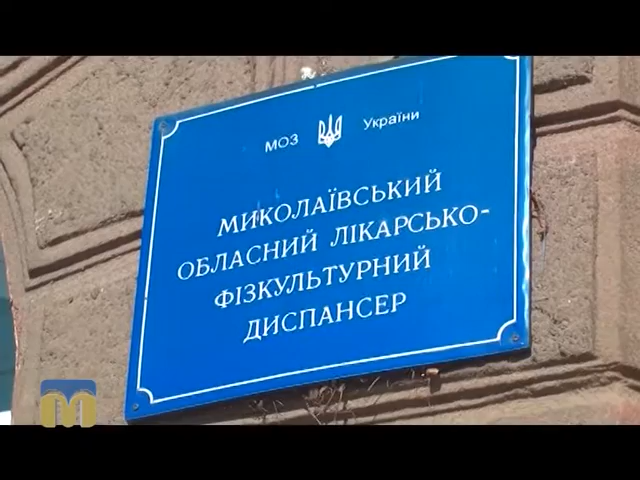 МОЗ України
МИКОЛАЇВСЬКИЙ
ОБЛАСНИЙ ЛІКАРСЬКО-
ФІЗКУЛЬТУРНИЙ
ДИСПАНСЕР
М